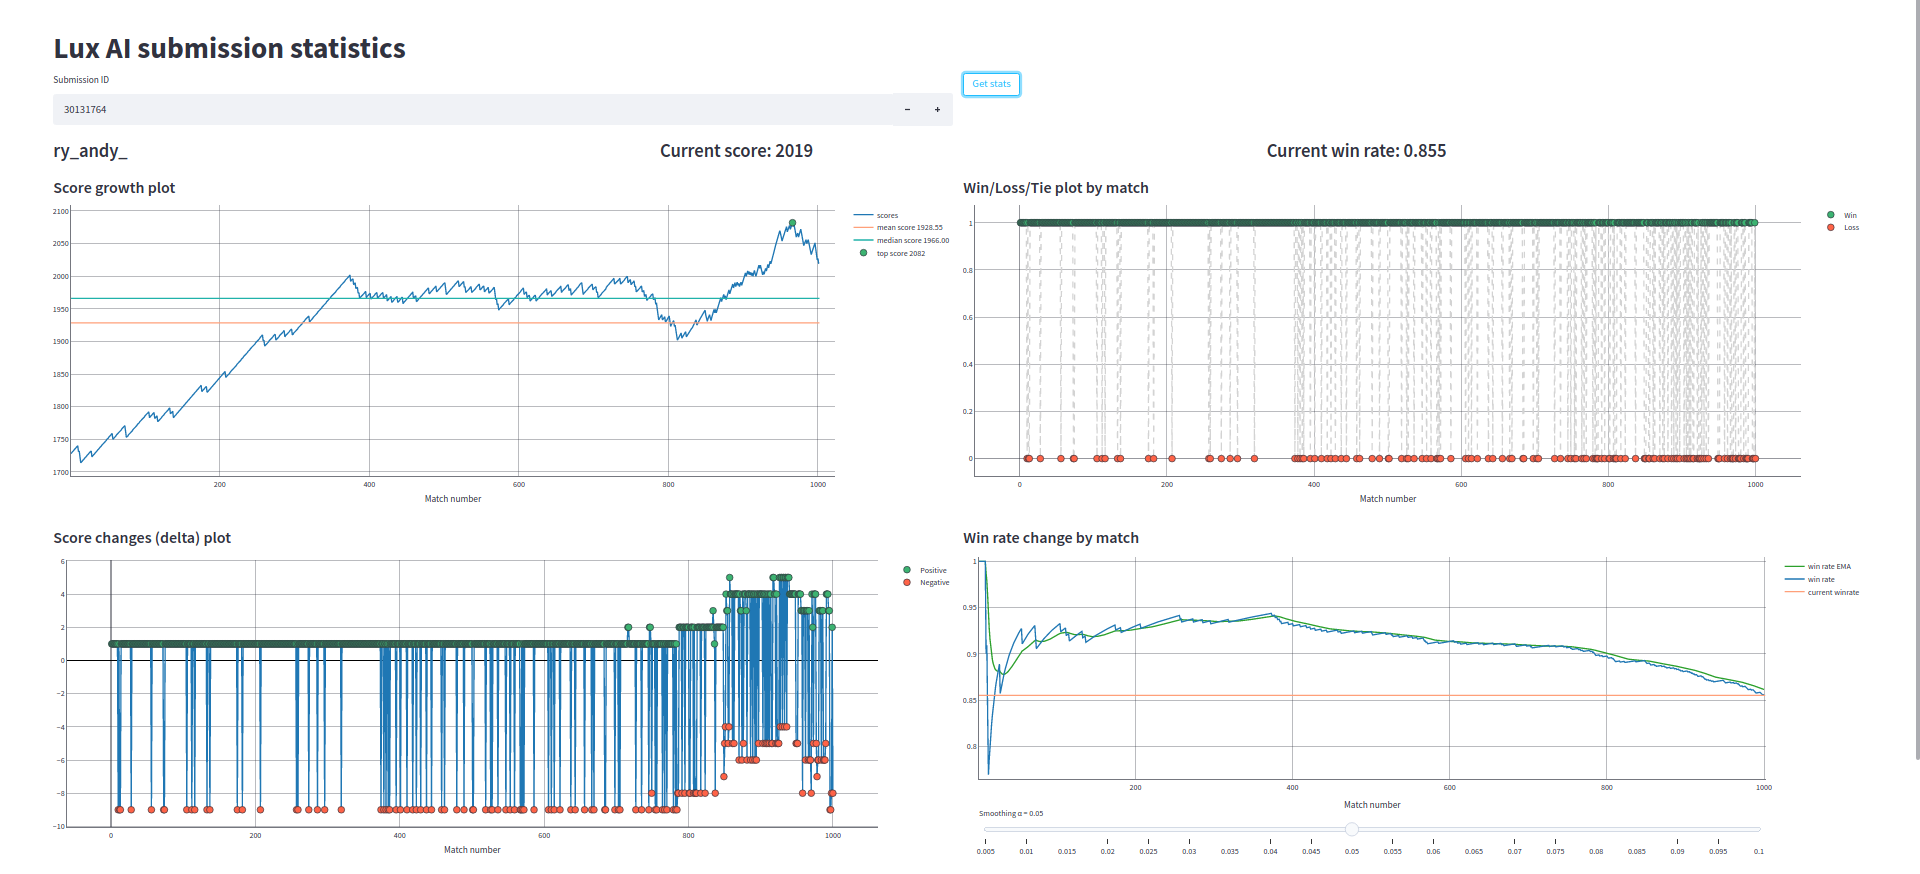 Lux AI submission statistics
Submission ID
Get stats
30131764
− +
ry_andy_
Current score: 2019
Current win rate: 0.855
Score growth plot
2100
2050
2000
1950
1900
1850
1800
1750
1700
200 400 600 800 1000
Match number
scores
mean score 1928.55
median score 1966.00
top score 2082
Win/Loss/Tie plot by match
1
0.8
0.6
0.4
0.2
0
0 200 400 600 800 1000
Match number
Win
Loss
Score changes (delta) plot
6
4
2
0
−2
−4
−6
−8
−10
0 200 400 600 800 1000
Match number
Positive
Negative
Win rate change by match
1
0.95
0.9
0.85
0.8
200 400 600 800 1000
Match number
win rate EMA
win rate
current winrate
Smoothing α = 0.05
0.005 0.01 0.015 0.02 0.025 0.03 0.035 0.04 0.045 0.05 0.055 0.06 0.065 0.07 0.075 0.08 0.085 0.09 0.095 0.1